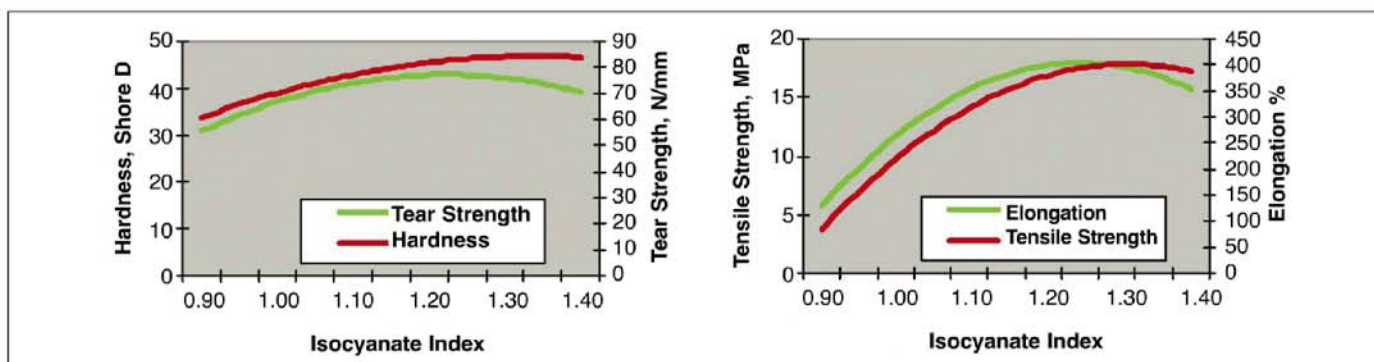 Hardness, Shore D
50
40
30
20
10
0
Tear Strength
Hardness
90
80
70
60
50
40
30
20
10
0
Tear Strength, N/mm
0.90 1.00 1.10 1.20 1.30 1.40
Isocyanate Index
Tensile Strength, MPa
20
15
10
5
0
Elongation
Tensile Strength
450
400
350
300
250
200
150
100
50
0
Elongation %
0.90 1.00 1.10 1.20 1.30 1.40
Isocyanate Index